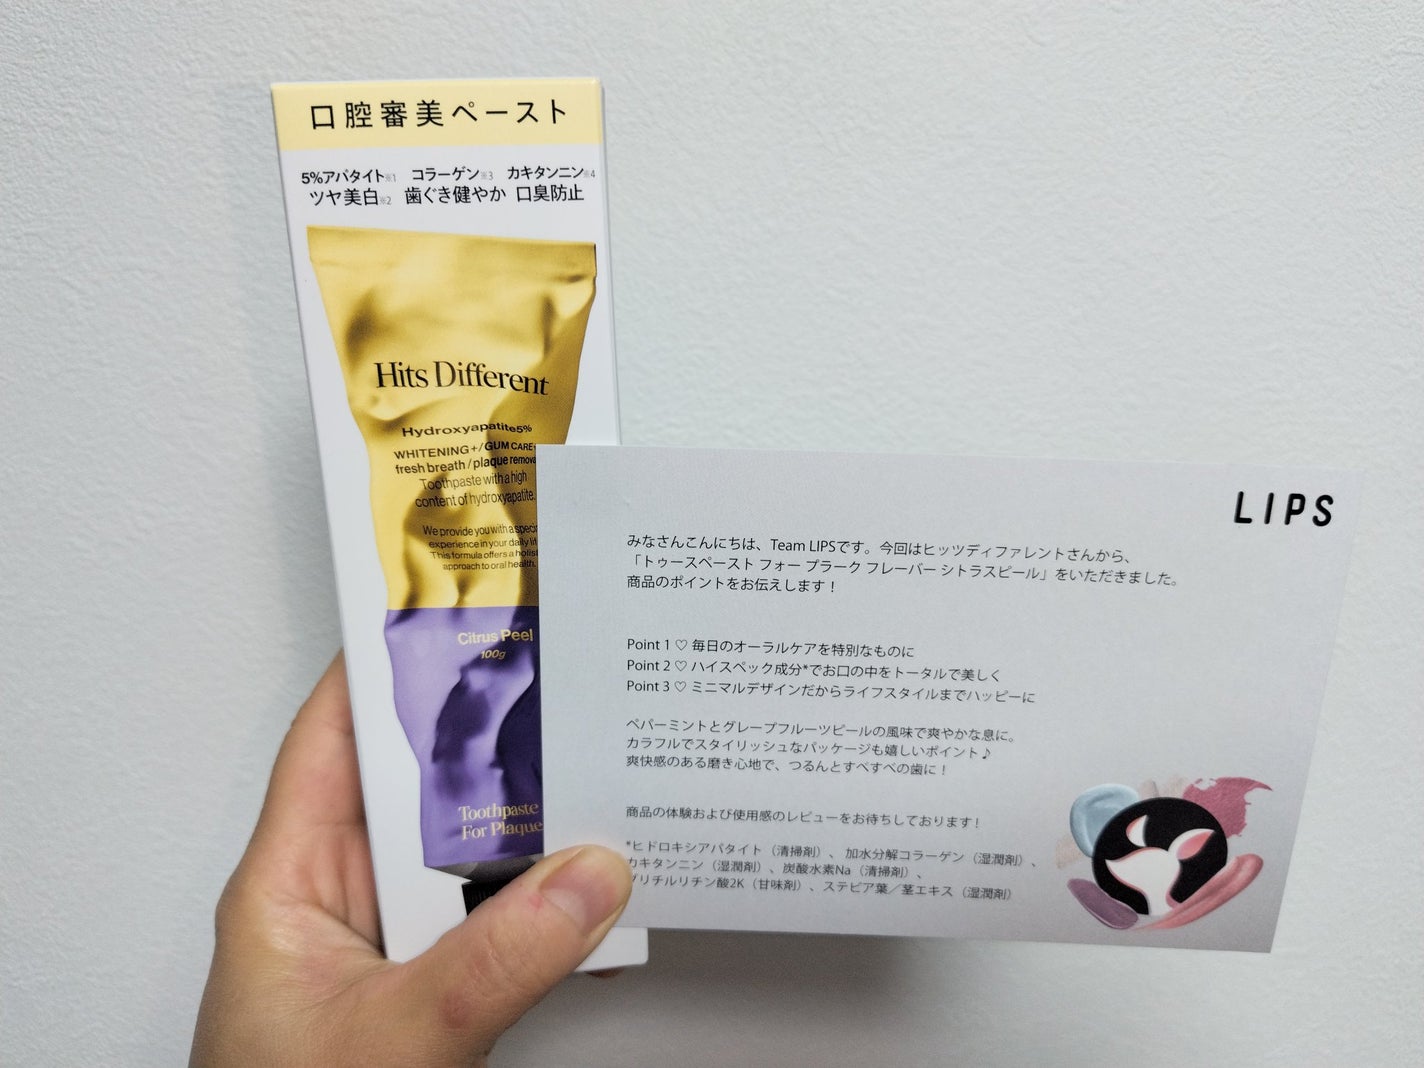 口腔審美ペースト
5%アパタイト※1 コラーゲン※3 カキタンニン※4
ツヤ美白※2 歯ぐき健やか 口臭防止
Hits Different
Hydroxyapatite5%
WHITENING+/GUM CARE+
fresh breath / plaque
Toothpaste with a high
content of hydroxyapatite.
We provide you with a
experience in your daily
This formula offers a
approach to oral health.
Citrus Peel
100g
Toothpaste
For Plaque
LIPS
みなさんこんにちは、Team LIPSです。今回はヒッツディファレントさんから、
「トゥースペースト フォー プラーク フレーバー シトラスピール」をいただきました。
商品のポイントをお伝えします!
Point 1 ♡ 毎日のオーラルケアを特別なものに
Point 2 ♡ ハイスペック成分*でお口の中をトータルで美しく
Point 3 ♡ ミニマルデザインだからライフスタイルまでハッピーに
ペパーミントとグレープフルーツピールの風味で爽やかな息に。
カラフルでスタイリッシュなパッケージも嬉しいポイント♪
爽快感のある磨き心地で、つるんとすべすべの歯に!
商品の体験および使用感のレビューをお待ちしております!
*ヒドロキシアパタイト（清掃剤）、加水分解コラーゲン（湿潤剤）、
カキタンニン（湿潤剤）、炭酸水素Na（清掃剤）、
グリチルリチン酸2K（甘味剤）、ステビア葉／茎エキス（湿潤剤）